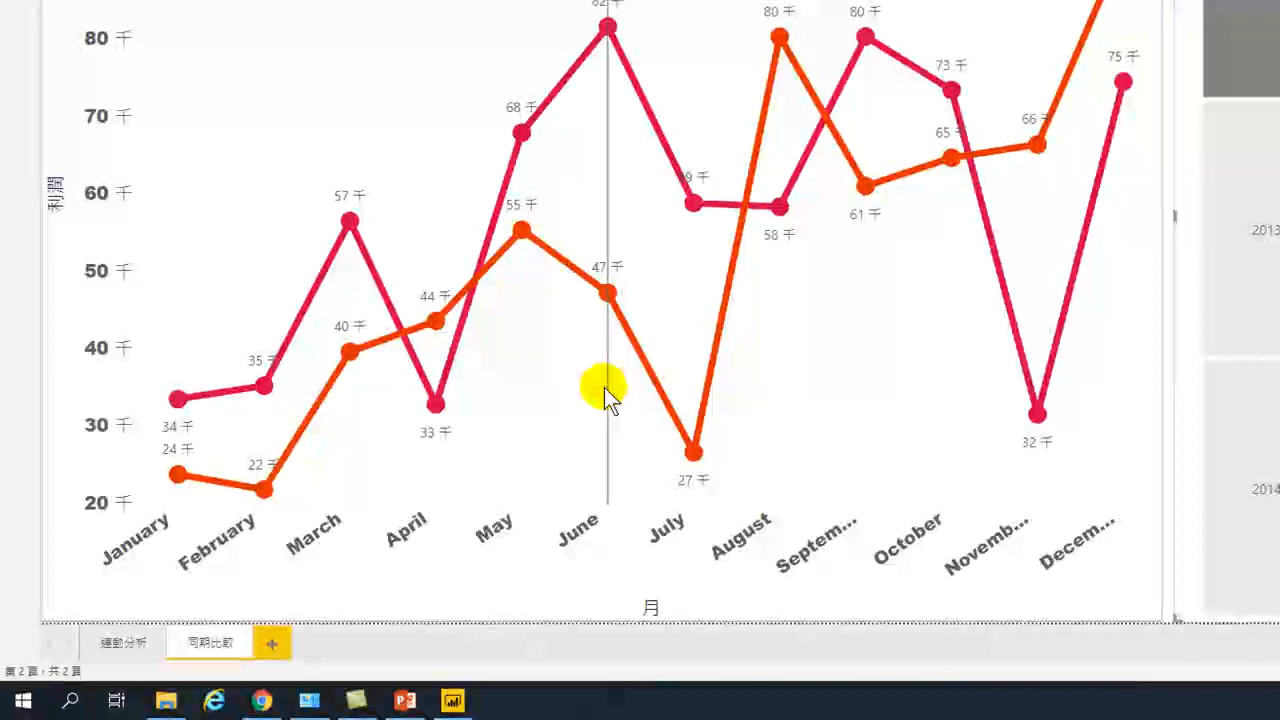 82 千
80 千
80 千
80 千
75 千
73 千
70 千
68 千
66 千
65
利潤
60 千
57 千
55 千
61 千
58 千
2013
50 千
47 千
44 千
40 千
40 千
35 千
30 千
34 千
33 千
32 千
24 千
22 千
27 千
2014
20 千
January
February
March
April
May
June
July
August
Septem...
October
Novemb...
Decem...
月
運動分析
同期比較
第 2 頁，共 2 頁